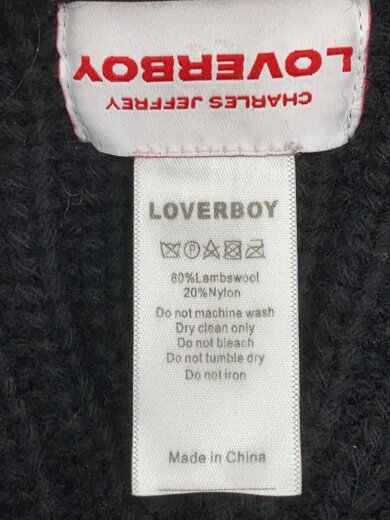 LOVERBOY
CHARLES JEFFREY
LOVERBOY
P
80%Lambswool
20%Nylon
Do not machine wash
Dry clean only
Do not bleach
Do not tumble dry
Do not iron
Made in China